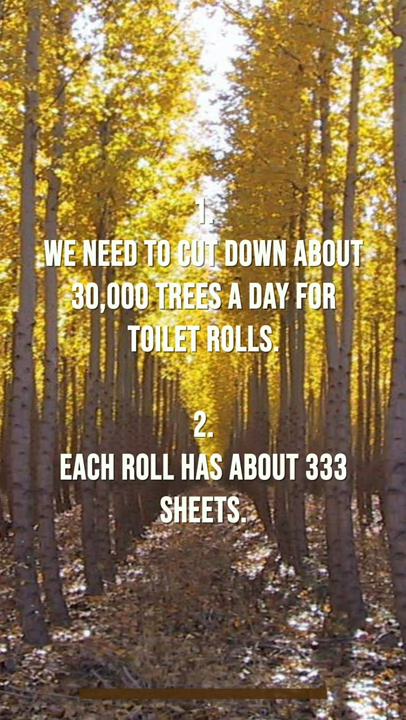 1.
WE NEED TO CUT DOWN ABOUT
30,000 TREES A DAY FOR
TOILET ROLLS.
2.
EACH ROLL HAS ABOUT 333
SHEETS.